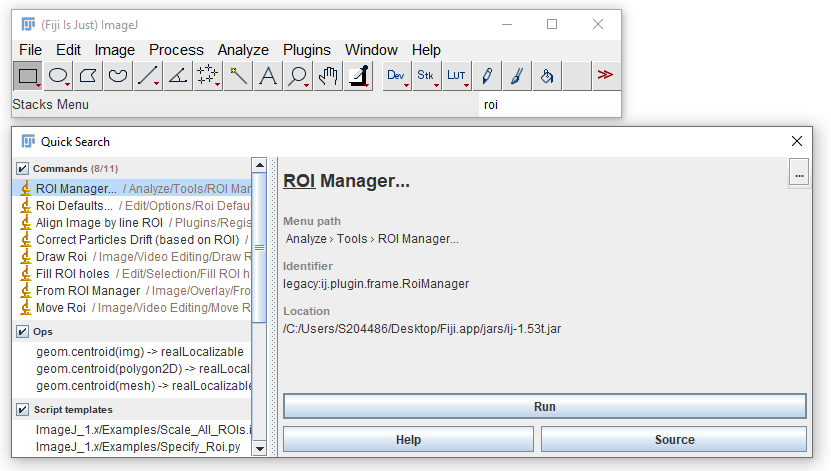 (Fiji Is Just) ImageJ
File Edit Image Process Analyze Plugins Window Help
Dev Stk LUT >>
Stacks Menu
roi
Quick Search
Commands (8/11)
ROI Manager... / Analyze/Tools/ROI Mar
Roi Defaults... / Edit/Options/Roi Defau
Align Image by line ROI / Plugins/Regis
Correct Particles Drift (based on ROI) /
Draw Roi / Image/Video Editing/Draw R
Fill ROI holes / Edit/Selection/Fill ROI h
From ROI Manager / Image/Overlay/Fro
Move Roi / Image/Video Editing/Move R
Ops
geom.centroid(img) -> realLocalizable
geom.centroid(polygon2D) -> realLocal
geom.centroid(mesh) -> realLocalizable
Script templates
ImageJ_1.x/Examples/Scale_All_ROIs.i
ImageJ_1.x/Examples/Specify_Roi.py
ROI Manager...
...
Menu path
Analyze › Tools › ROI Manager...
Identifier
legacy:ij.plugin.frame.RoiManager
Location
/C:/Users/S204486/Desktop/Fiji.app/jars/ij-1.53t.jar
Run
Help
Source